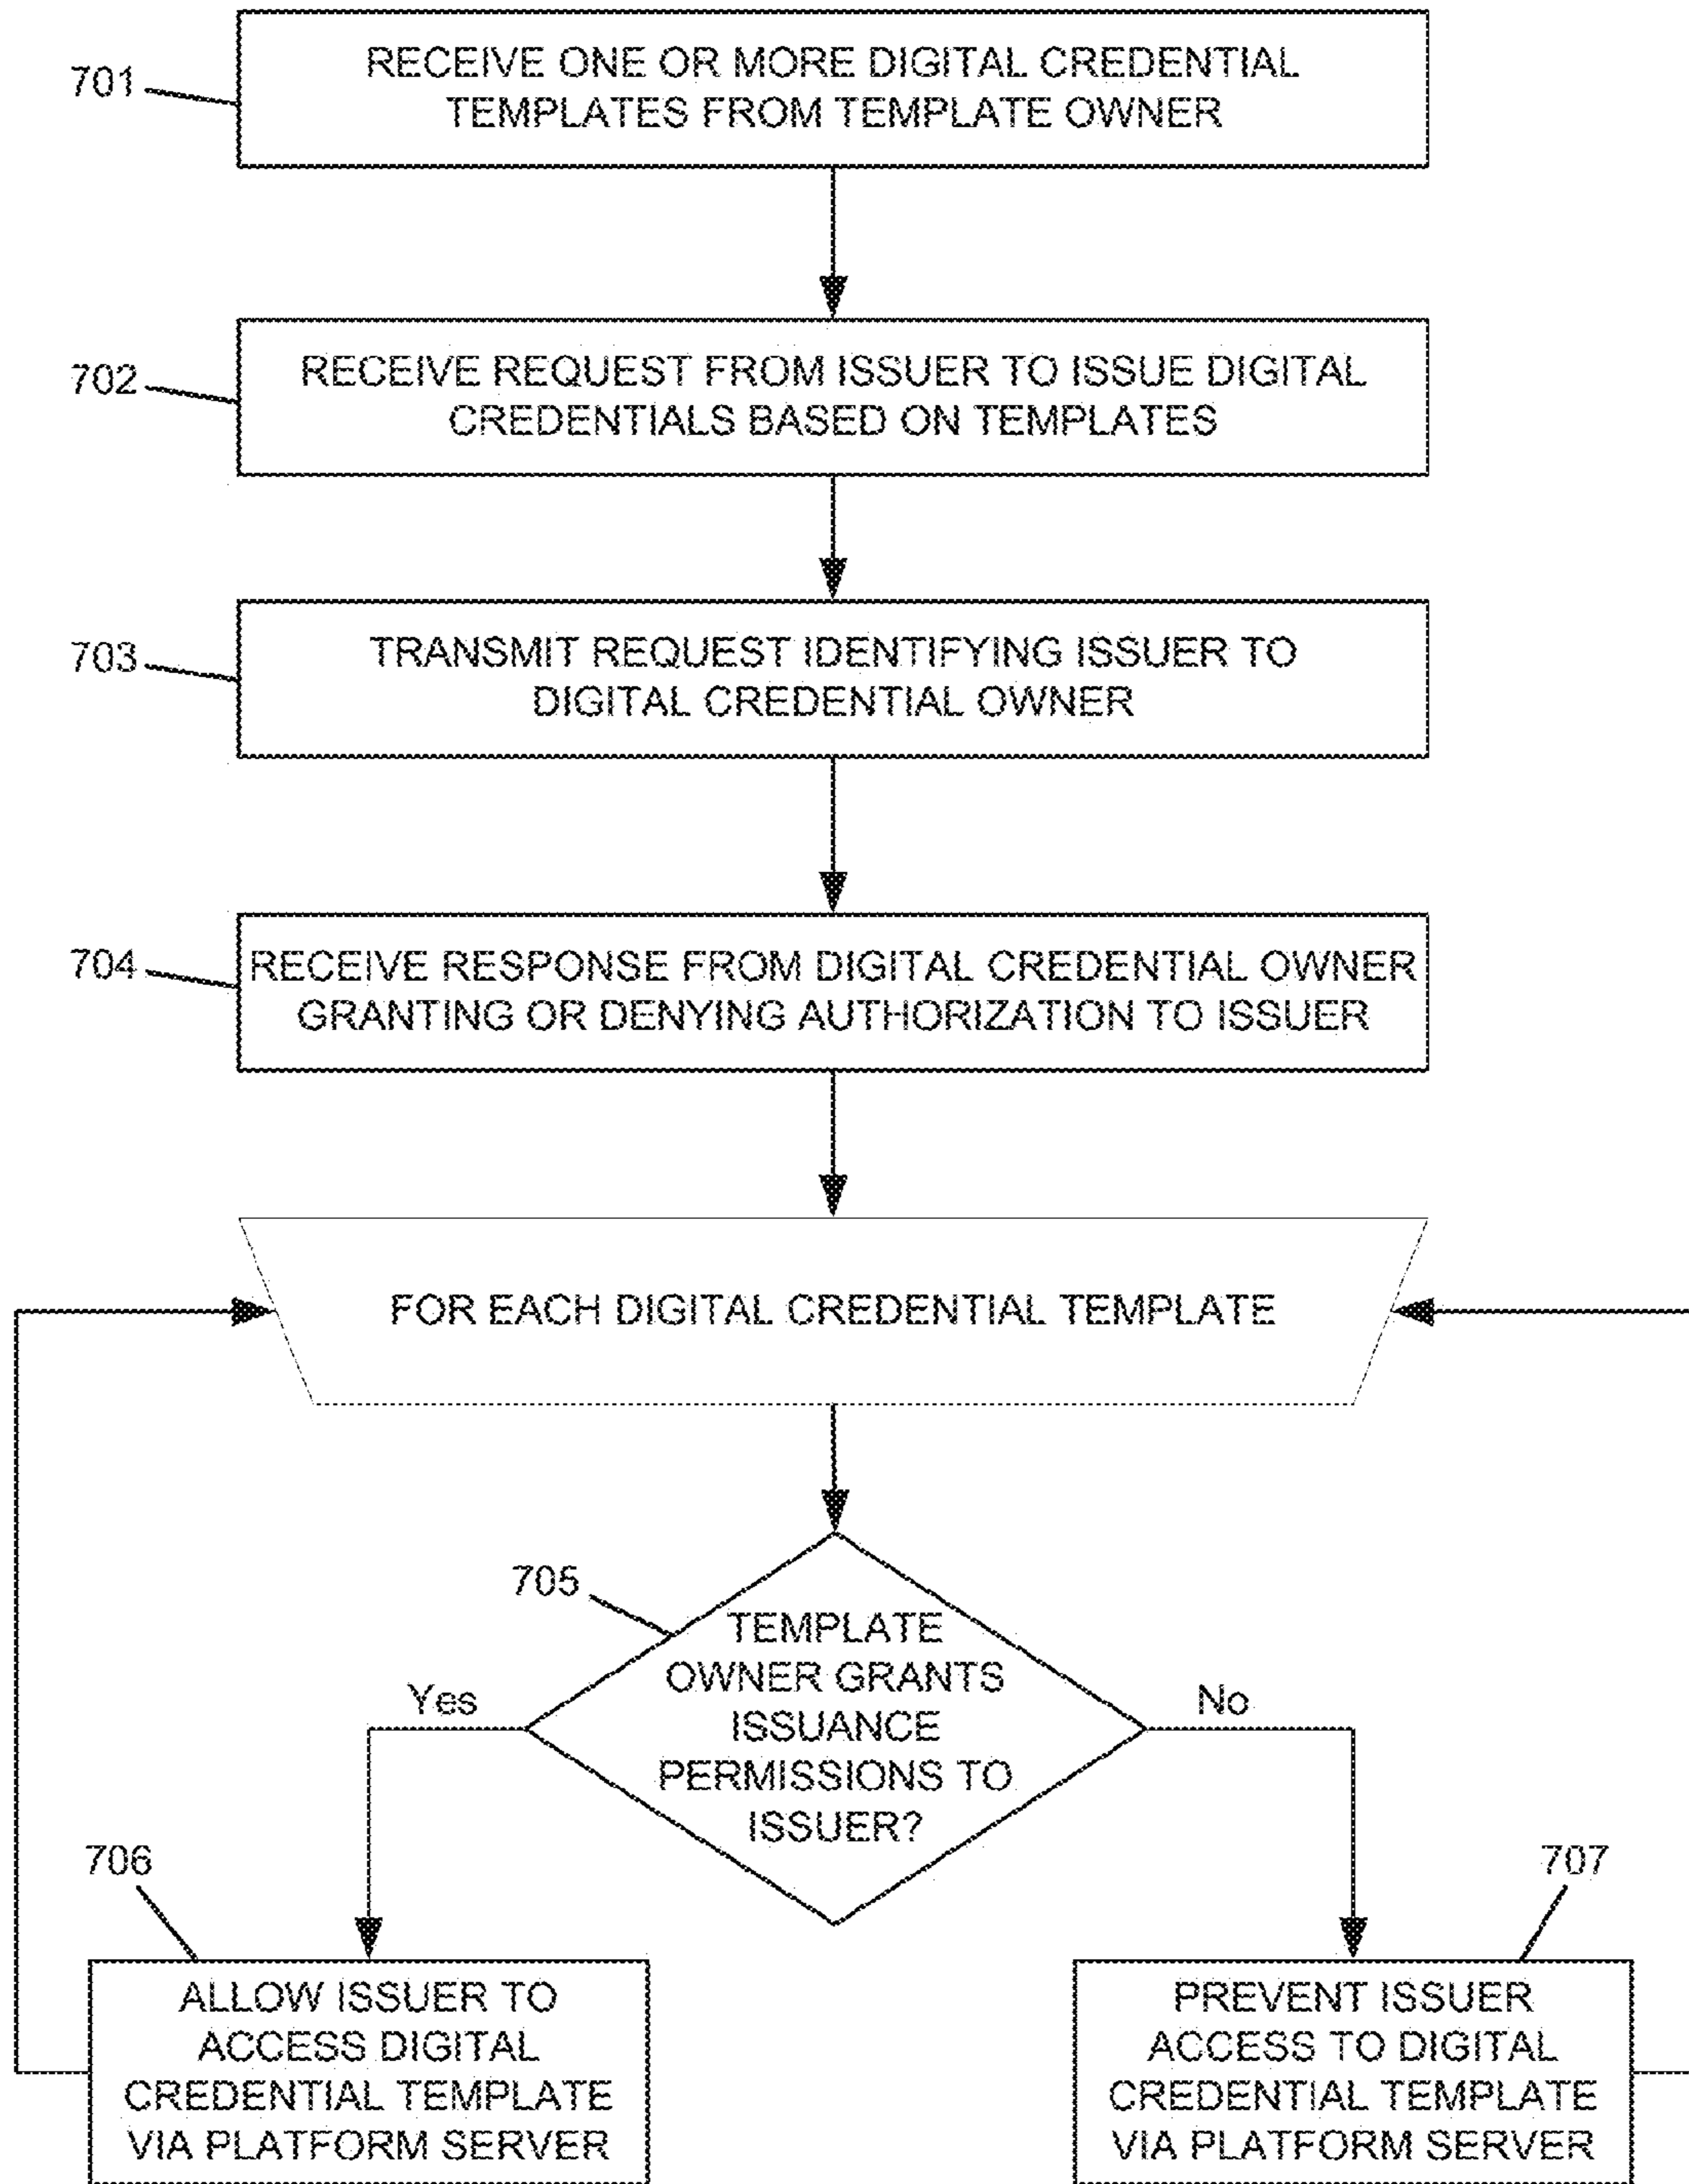 701
RECEIVE ONE OR MORE DIGITAL CREDENTIAL
TEMPLATES FROM TEMPLATE OWNER
702
RECEIVE REQUEST FROM ISSUER TO ISSUE DIGITAL
CREDENTIALS BASED ON TEMPLATES
703
TRANSMIT REQUEST IDENTIFYING ISSUER TO
DIGITAL CREDENTIAL OWNER
704
RECEIVE RESPONSE FROM DIGITAL CREDENTIAL OWNER
GRANTING OR DENYING AUTHORIZATION TO ISSUER
FOR EACH DIGITAL CREDENTIAL TEMPLATE
705
TEMPLATE
OWNER GRANTS
ISSUANCE
PERMISSIONS TO
ISSUER?
Yes
No
706
ALLOW ISSUER TO
ACCESS DIGITAL
CREDENTIAL TEMPLATE
VIA PLATFORM SERVER
707
PREVENT ISSUER
ACCESS TO DIGITAL
CREDENTIAL TEMPLATE
VIA PLATFORM SERVER